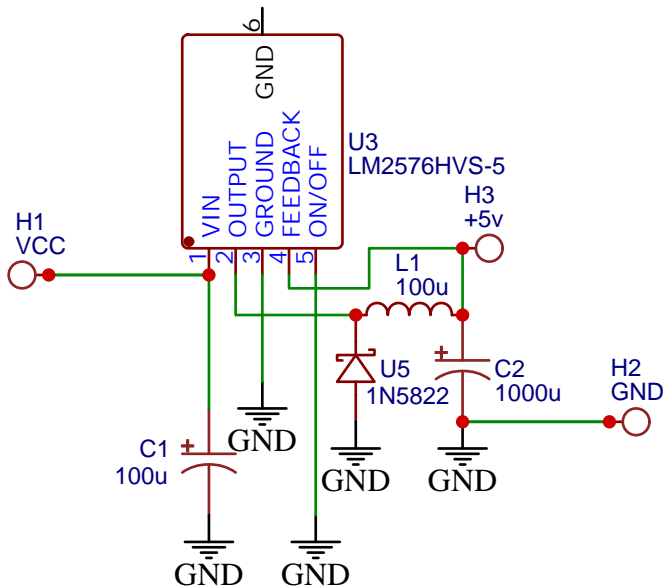 6
GND
U3
LM2576HVS-5
VIN
OUTPUT
GROUND
FEEDBACK
ON/OFF
1
2
3
4
5
H1
VCC
H3
+5v
L1
100u
U5
1N5822
C2
1000u
H2
GND
C1
100u
GND
GND
GND
GND
GND